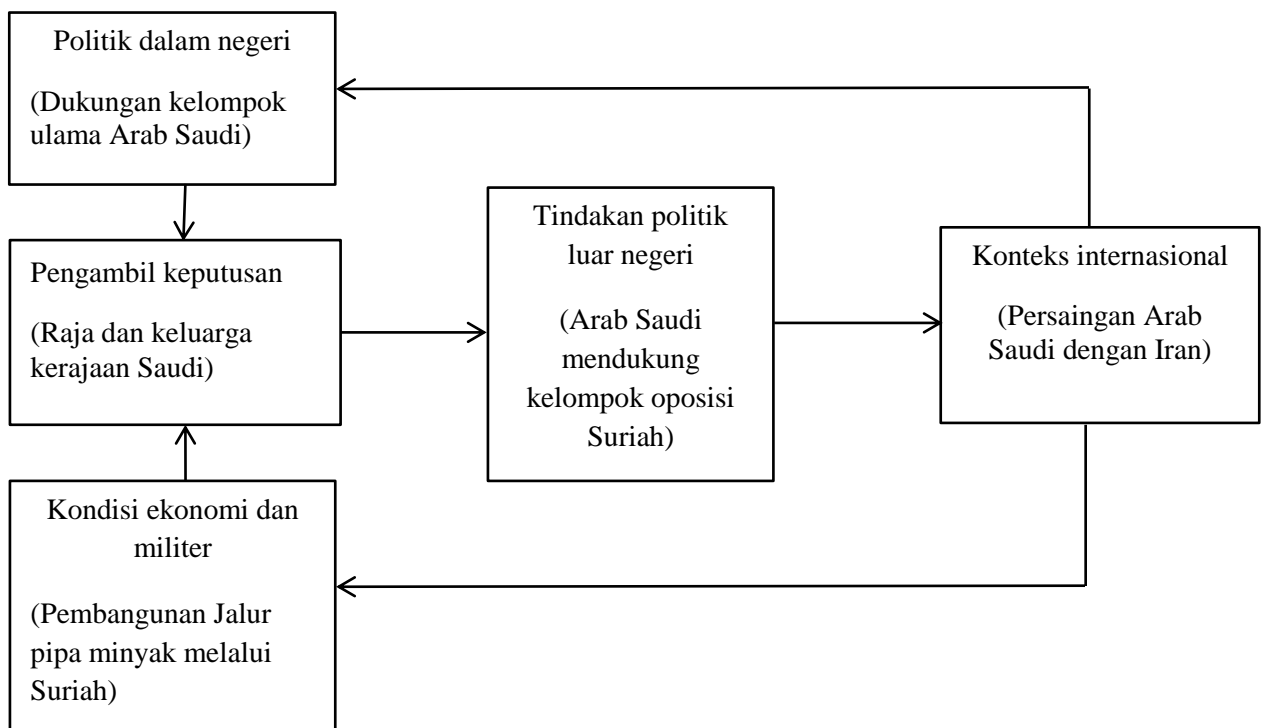 Politik dalam negeri
(Dukungan kelompok
ulama Arab Saudi)
Pengambil keputusan
(Raja dan keluarga
kerajaan Saudi)
Kondisi ekonomi dan
militer
(Pembangunan Jalur
pipa minyak melalui
Suriah)
Tindakan politik
luar negeri
(Arab Saudi
mendukung
kelompok oposisi
Suriah)
Konteks internasional
(Persaingan Arab
Saudi dengan Iran)